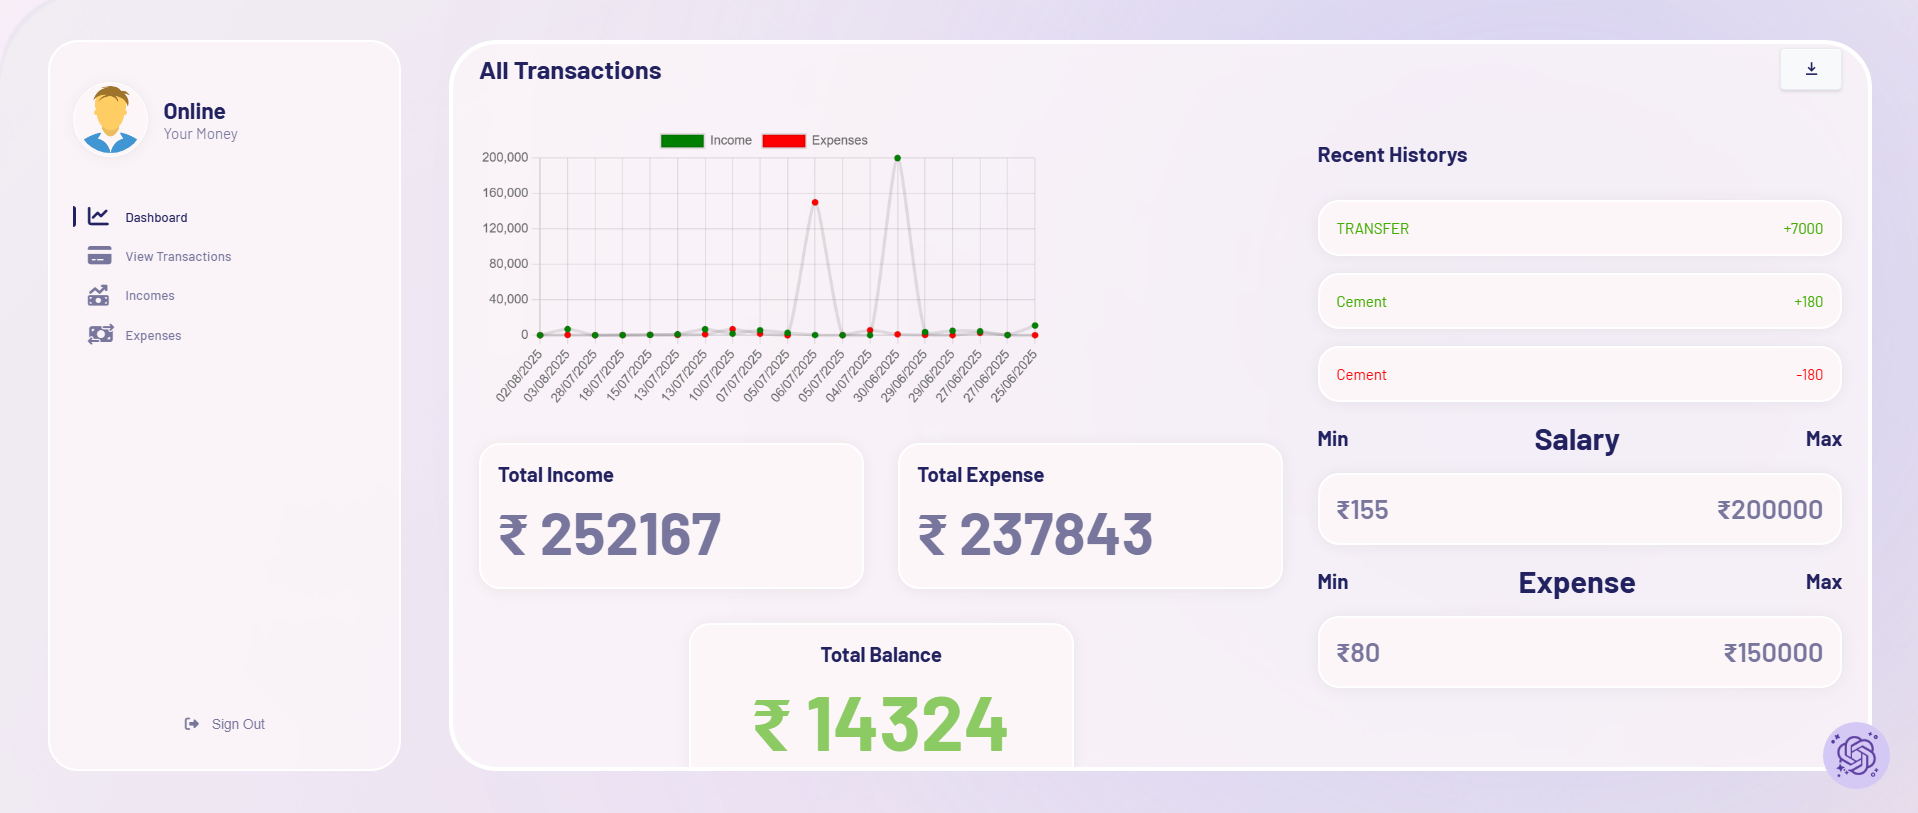 Online
Your Money
Dashboard
View Transactions
Incomes
Expenses
Sign Out
All Transactions
Income
Expenses
200,000
160,000
120,000
80,000
40,000
0
02/08/2025
03/08/2025
28/07/2025
18/07/2025
15/07/2025
13/07/2025
13/07/2025
10/07/2025
07/07/2025
05/07/2025
06/07/2025
05/07/2025
04/07/2025
30/06/2025
29/06/2025
29/06/2025
27/06/2025
27/06/2025
25/06/2025
Total Income
₹ 252167
Total Expense
₹ 237843
Total Balance
₹ 14324
Recent Historys
TRANSFER +7000
Cement +180
Cement -180
Min Salary Max
₹155 ₹200000
Min Expense Max
₹80 ₹150000